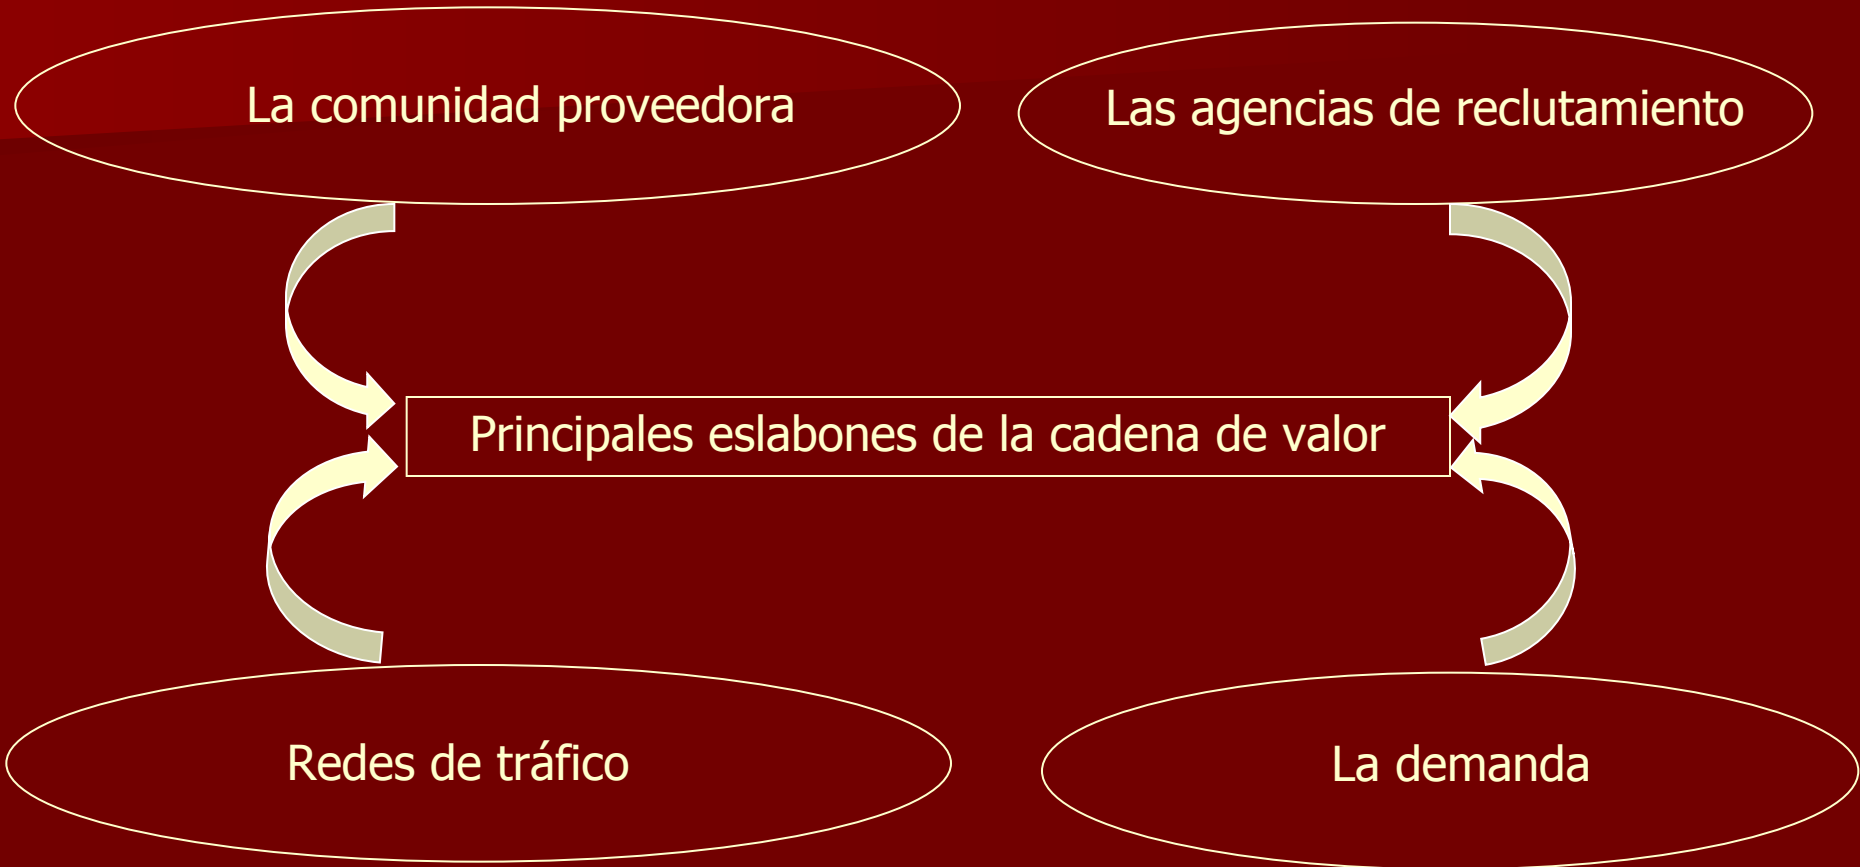 La comunidad proveedora
Las agencias de reclutamiento
Principales eslabones de la cadena de valor
Redes de tráfico
La demanda